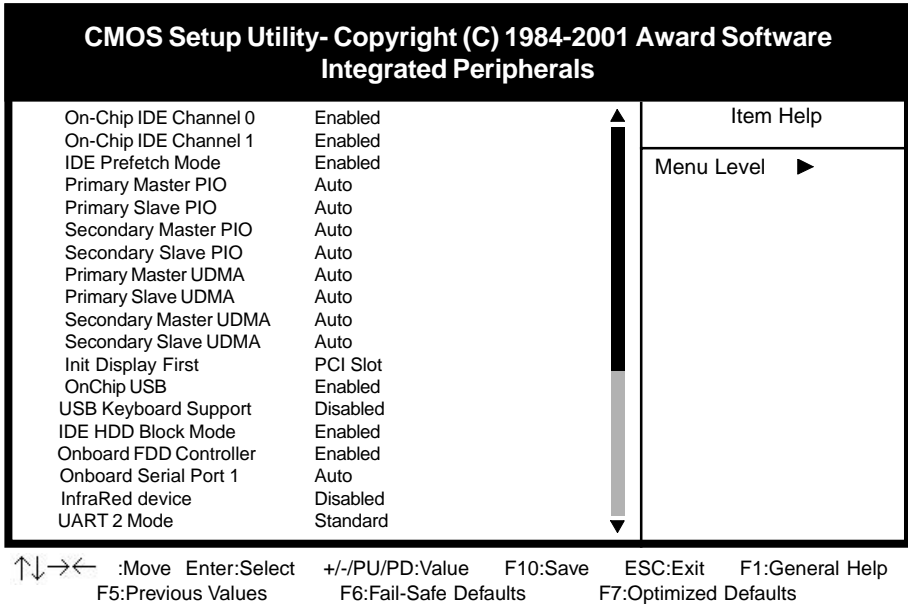 CMOS Setup Utility- Copyright (C) 1984-2001 Award Software
Integrated Peripherals
On-Chip IDE Channel 0 Enabled
On-Chip IDE Channel 1 Enabled
IDE Prefetch Mode Enabled
Primary Master PIO Auto
Primary Slave PIO Auto
Secondary Master PIO Auto
Secondary Slave PIO Auto
Primary Master UDMA Auto
Primary Slave UDMA Auto
Secondary Master UDMA Auto
Secondary Slave UDMA Auto
Init Display First PCI Slot
OnChip USB Enabled
USB Keyboard Support Disabled
IDE HDD Block Mode Enabled
Onboard FDD Controller Enabled
Onboard Serial Port 1 Auto
InfraRed device Disabled
UART 2 Mode Standard
Item Help
Menu Level ▶
↑↓→← :Move Enter:Select +/-/PU/PD:Value F10:Save ESC:Exit F1:General Help
F5:Previous Values F6:Fail-Safe Defaults F7:Optimized Defaults